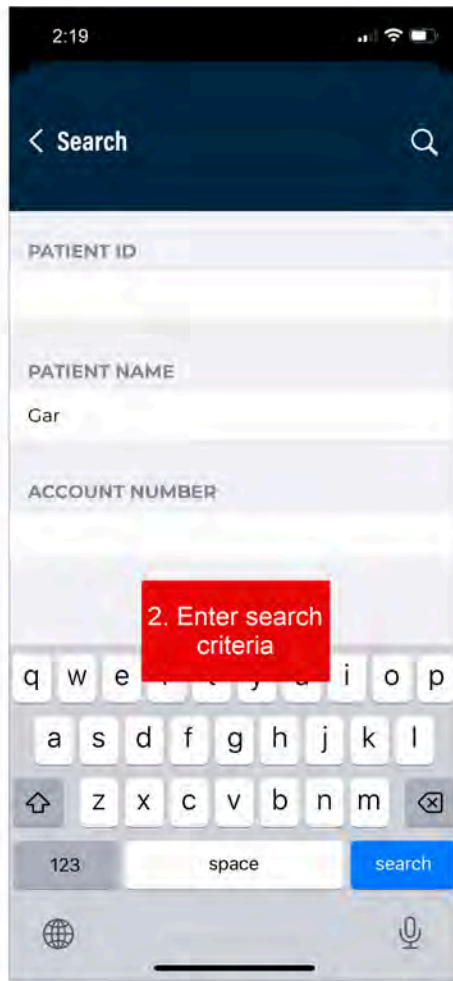 2:19
Search
PATIENT ID
PATIENT NAME
Gar
ACCOUNT NUMBER
2. Enter search
criteria
q w e i o p
a s d f g h j k l
z x c v b n m
123 space search